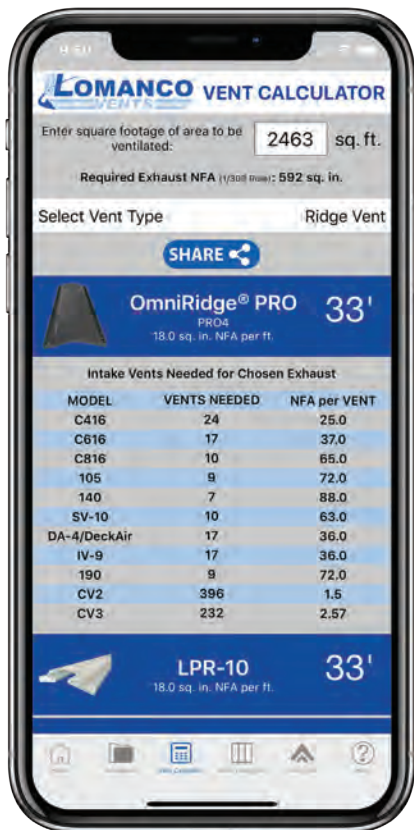 9:50
LOMANCO VENTS
VENT CALCULATOR
Enter square footage of area to be ventilated:
2463 sq. ft.
Required Exhaust NFA (1/300 Rule): 592 sq. in.
Select Vent Type Ridge Vent
SHARE
OmniRidge® PRO 33'
PRO4
18.0 sq. in. NFA per ft.
Intake Vents Needed for Chosen Exhaust
MODEL VENTS NEEDED NFA per VENT
C416 24 25.0
C616 17 37.0
C816 10 65.0
105 9 72.0
140 7 88.0
SV-10 10 63.0
DA-4/DeckAir 17 36.0
IV-9 17 36.0
190 9 72.0
CV2 396 1.5
CV3 232 2.57
LPR-10 33'
18.0 sq. in. NFA per ft.